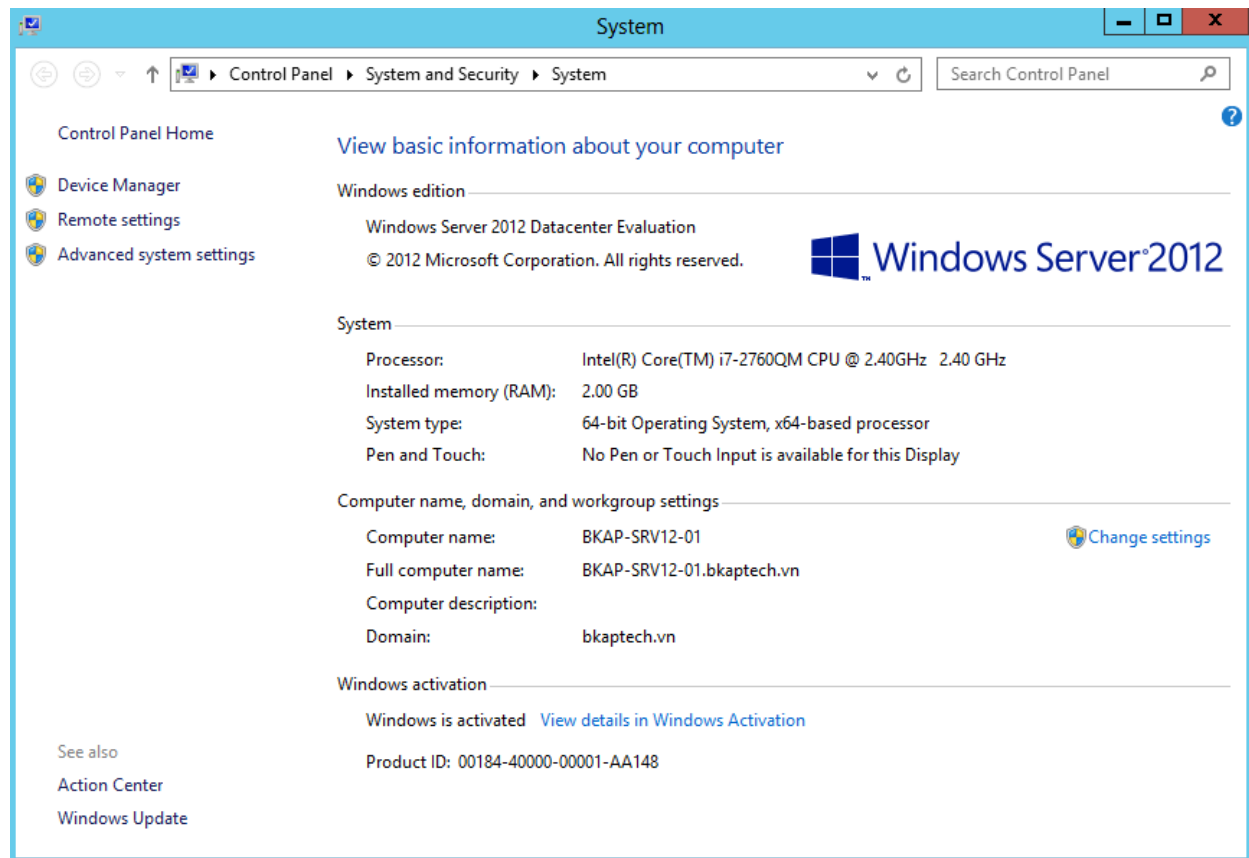 System
Control Panel System and Security System
Search Control Panel
Control Panel Home
Device Manager
Remote settings
Advanced system settings
See also
Action Center
Windows Update
View basic information about your computer
Windows edition
Windows Server 2012 Datacenter Evaluation
© 2012 Microsoft Corporation. All rights reserved.
Windows Server 2012
System
Processor: Intel(R) Core(TM) i7-2760QM CPU @ 2.40GHz 2.40 GHz
Installed memory (RAM): 2.00 GB
System type: 64-bit Operating System, x64-based processor
Pen and Touch: No Pen or Touch Input is available for this Display
Computer name, domain, and workgroup settings
Computer name: BKAP-SRV12-01
Change settings
Full computer name: BKAP-SRV12-01.bkaptech.vn
Computer description:
Domain: bkaptech.vn
Windows activation
Windows is activated View details in Windows Activation
Product ID: 00184-40000-00001-AA148